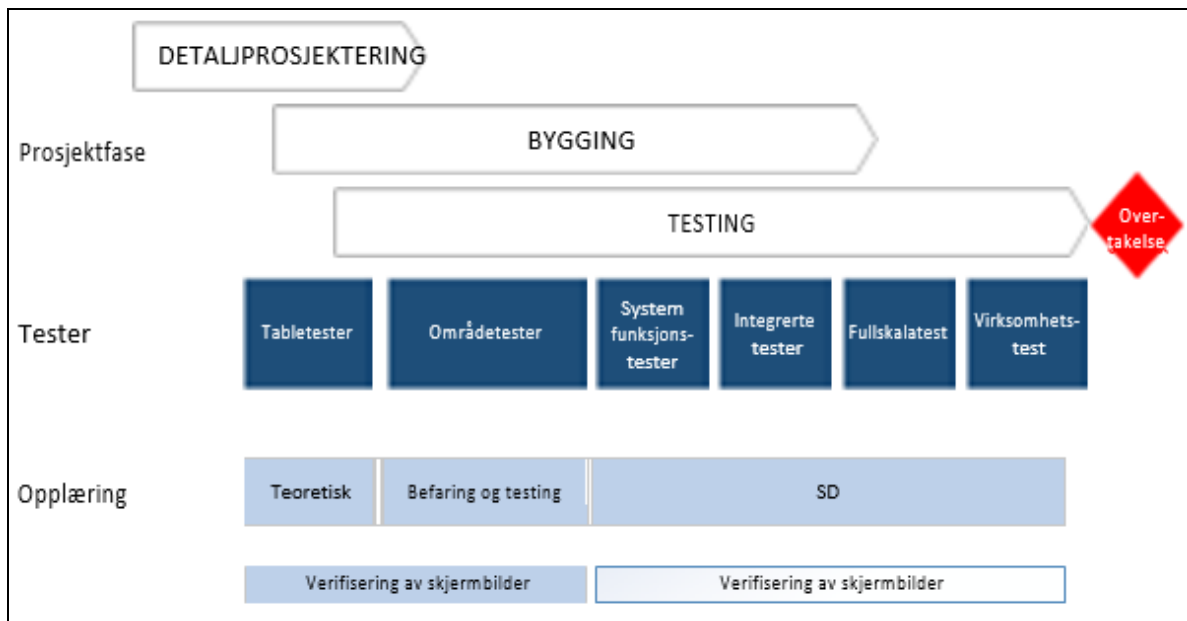 DETALJPROSJEKTERING
Prosjektfase
BYGGING
TESTING
Over-
takelse
Tester
Tabletester
Områdetester
System
funksjons-
tester
Integrerte
tester
Fullskalatest
Virksomhets-
test
Opplæring
Teoretisk
Befaring og testing
SD
Verifisering av skjermbilder
Verifisering av skjermbilder